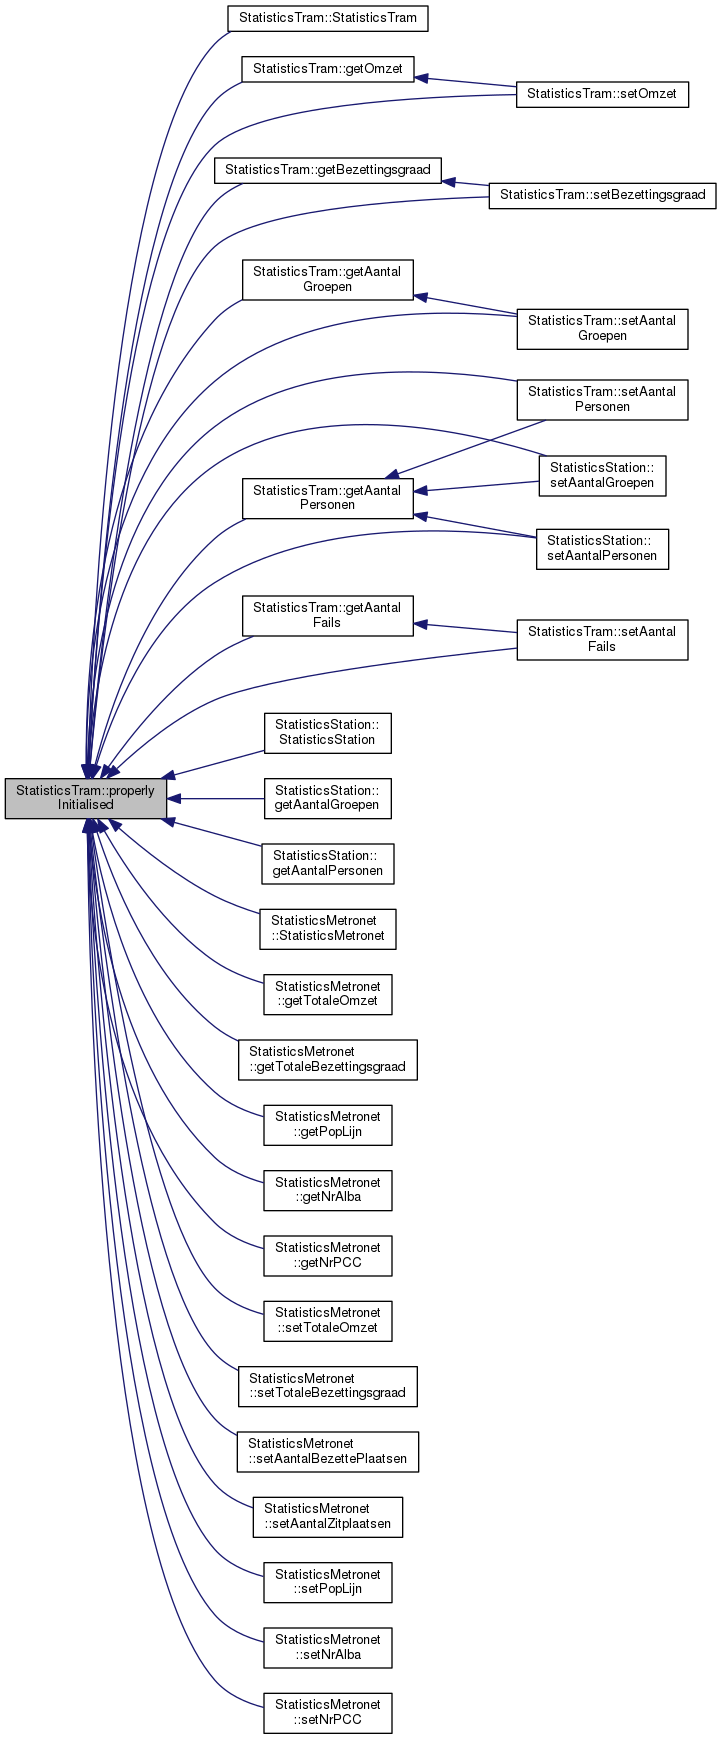 StatisticsTram::StatisticsTram
StatisticsTram::getOmzet
StatisticsTram::setOmzet
StatisticsTram::getBezettingsgraad
StatisticsTram::setBezettingsgraad
StatisticsTram::getAantal
Groepen
StatisticsTram::setAantal
Groepen
StatisticsTram::setAantal
Personen
StatisticsStation::
setAantalGroepen
StatisticsTram::getAantal
Personen
StatisticsStation::
setAantalPersonen
StatisticsTram::getAantal
Fails
StatisticsTram::setAantal
Fails
StatisticsStation::
StatisticsStation
StatisticsTram::properly
Initialised
StatisticsStation::
getAantalGroepen
StatisticsStation::
getAantalPersonen
StatisticsMetronet
::StatisticsMetronet
StatisticsMetronet
::getTotaleOmzet
StatisticsMetronet
::getTotaleBezettingsgraad
StatisticsMetronet
::getPopLijn
StatisticsMetronet
::getNrAlba
StatisticsMetronet
::getNrPCC
StatisticsMetronet
::setTotaleOmzet
StatisticsMetronet
::setTotaleBezettingsgraad
StatisticsMetronet
::setAantalBezettePlaatsen
StatisticsMetronet
::setAantalZitplaatsen
StatisticsMetronet
::setPopLijn
StatisticsMetronet
::setNrAlba
StatisticsMetronet
::setNrPCC